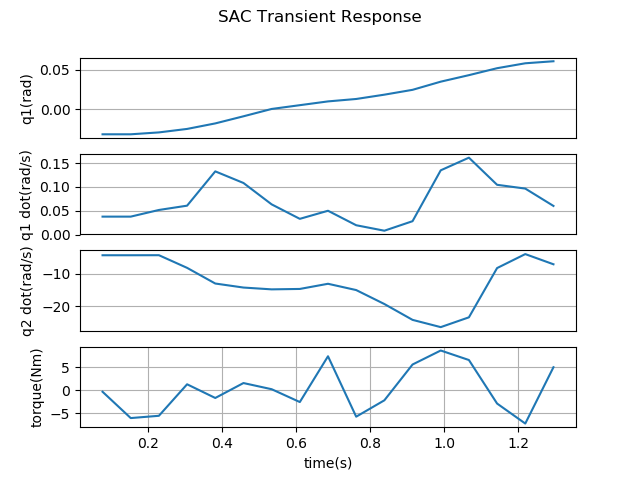 SAC Transient Response
q1(rad)
0.05
0.00
q1 dot(rad/s)
0.15
0.10
0.05
0.00
q2 dot(rad/s)
−10
−20
torque(Nm)
5
0
−5
0.2 0.4 0.6 0.8 1.0 1.2
time(s)